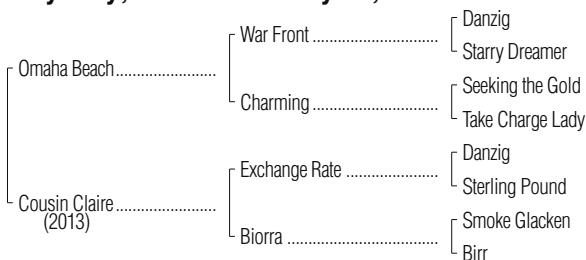 War Front
Danzig
Starry Dreamer
Omaha Beach
Charming
Seeking the Gold
Take Charge Lady
Exchange Rate
Danzig
Sterling Pound
Cousin Claire
(2013)
Biorra
Smoke Glacken
Birr